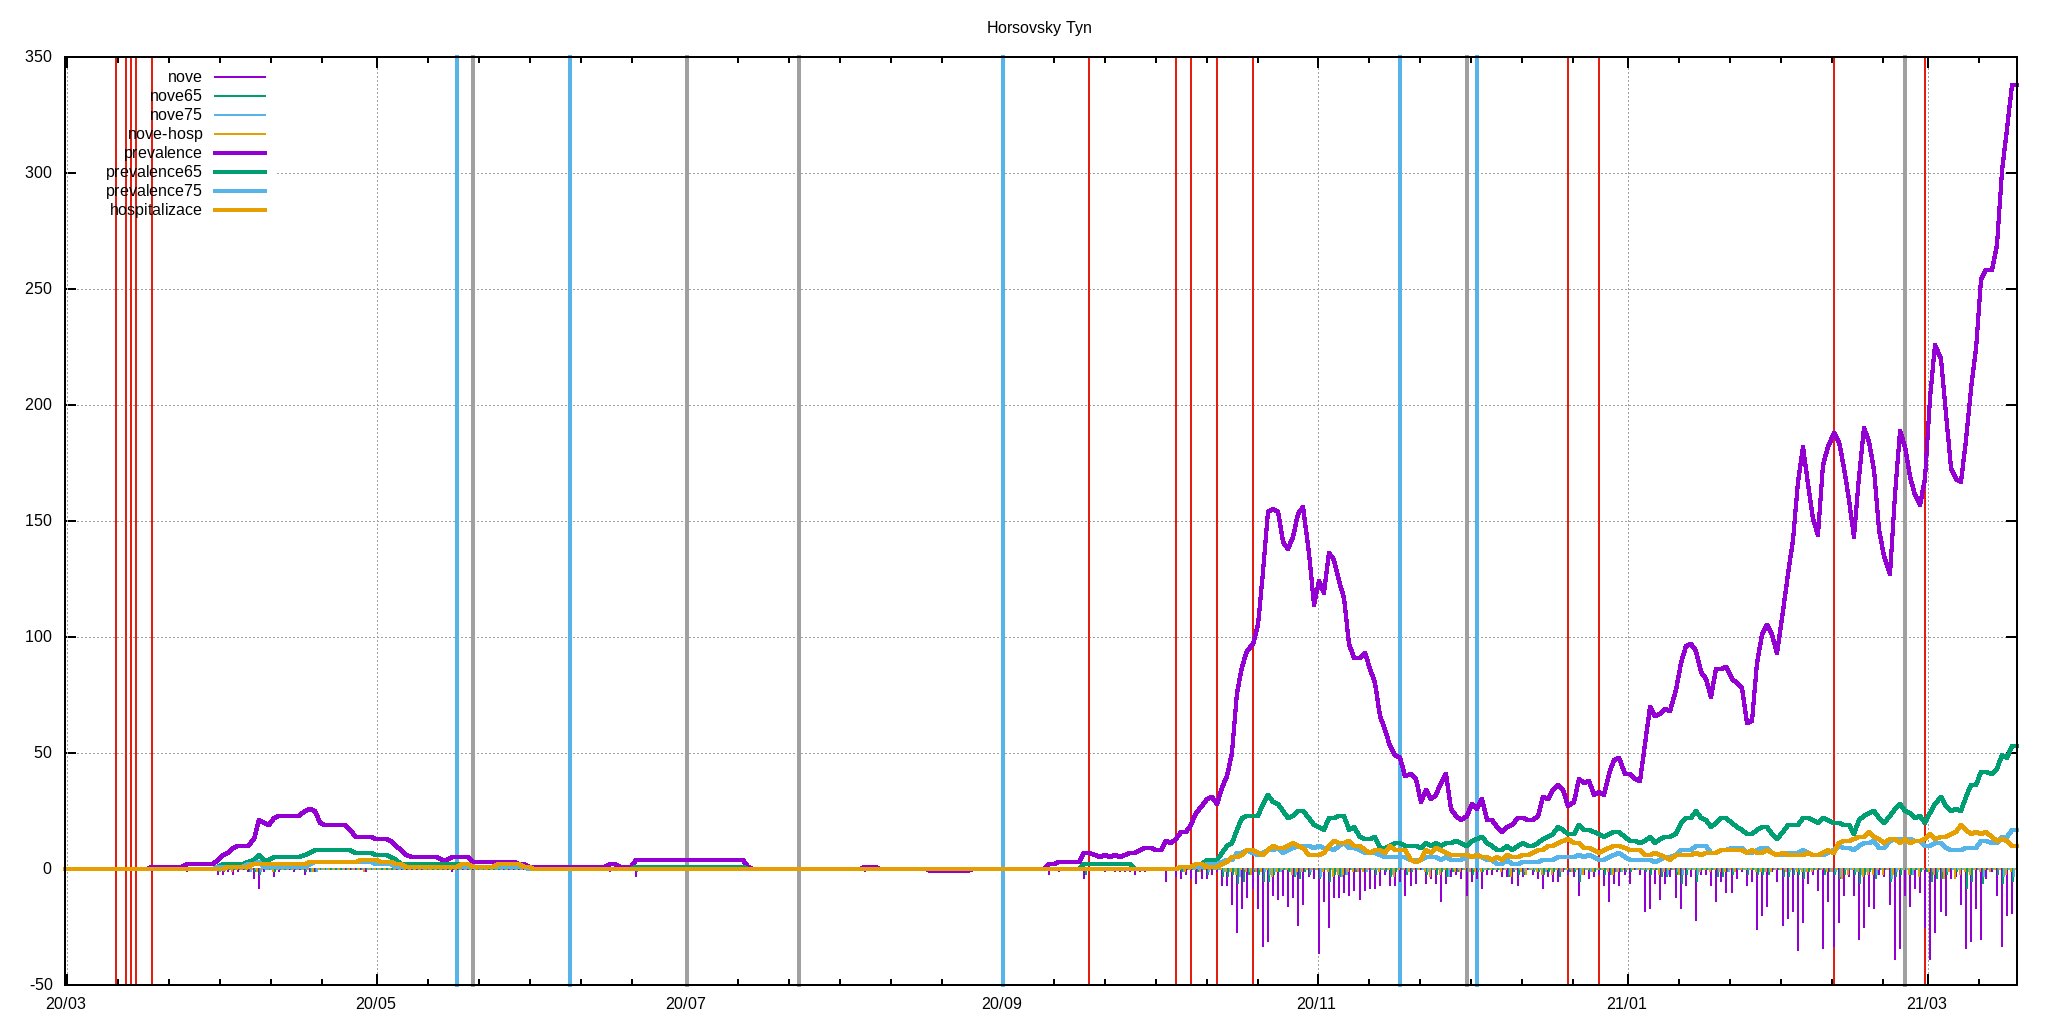 Horsovsky Tyn
350
300
250
200
150
100
50
0
-50
nove
nove65
nove75
nove-hosp
prevalence
prevalence65
prevalence75
hospitalizace
20/03 20/05 20/07 20/09 20/11 21/01 21/03